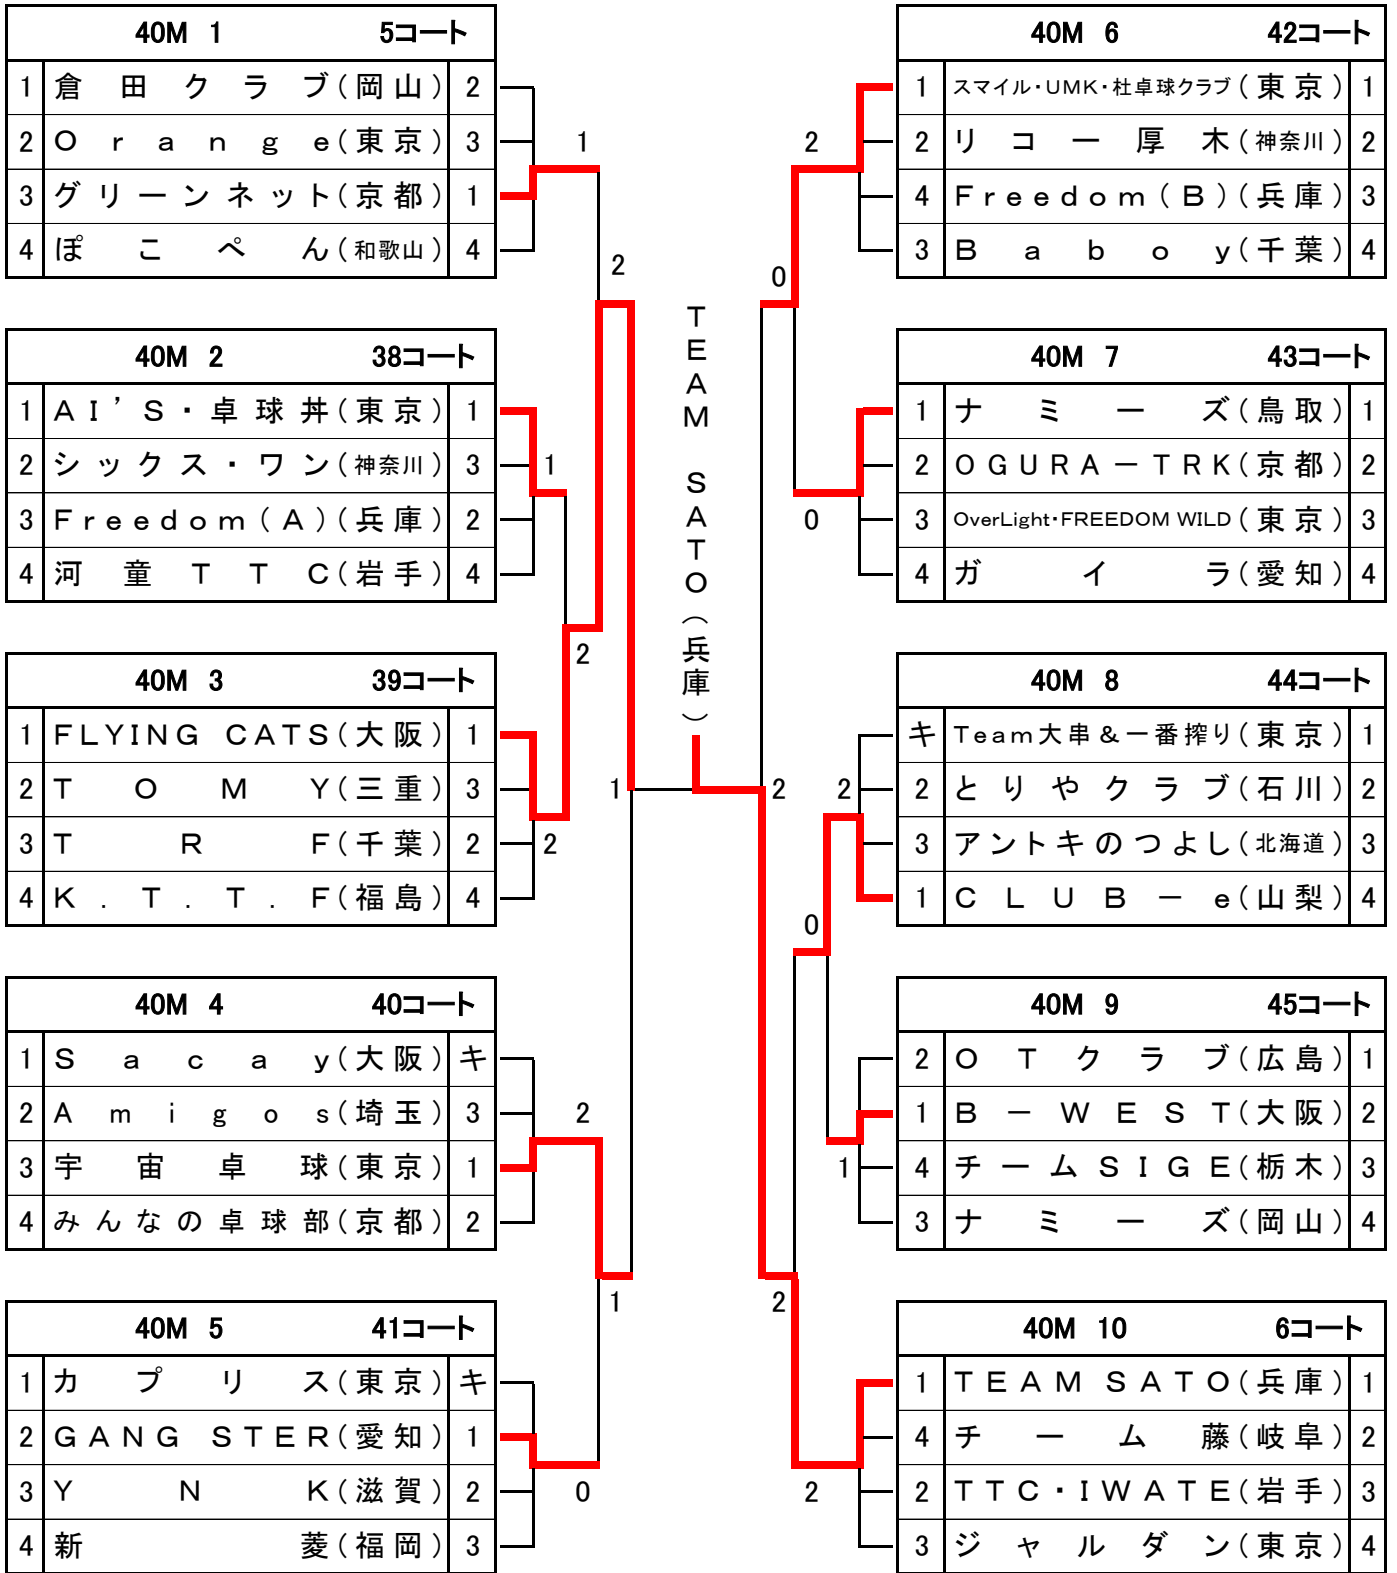 40M 1 5コート
1 倉田クラブ(岡山) 2
2 Orange(東京) 3
3 グリーンネット(京都) 1
4 ぽこぺん(和歌山) 4
1
2
40M 2 38コート
1 AI'S・卓球丼(東京) 1
2 シックス・ワン(神奈川) 3
3 Freedom(A)(兵庫) 2
4 河童TTC(岩手) 4
1
2
40M 3 39コート
1 FLYING CATS(大阪) 1
2 TOMY(三重) 3
3 TRF(千葉) 2
4 K.T.T.F(福島) 4
2
1
40M 4 40コート
1 Sacay(大阪) キ
2 Amigos(埼玉) 3
3 宇宙卓球(東京) 1
4 みんなの卓球部(京都) 2
2
1
40M 5 41コート
1 カプリス(東京) キ
2 GANG STER(愛知) 1
3 YNK(滋賀) 2
4 新菱(福岡) 3
0
TEAM SATO(兵庫)
40M 6 42コート
1 スマイル・UMK・杜卓球クラブ(東京) 1
2 リコー厚木(神奈川) 2
4 Freedom(B)(兵庫) 3
3 Baboy(千葉) 4
2
0
40M 7 43コート
1 ナミーズ(鳥取) 1
2 OGURA-TRK(京都) 2
3 OverLight・FREEDOM WILD(東京) 3
4 ガイラ(愛知) 4
0
2
40M 8 44コート
キ Team大串&一番搾り(東京) 1
2 とりやクラブ(石川) 2
3 アントキのつよし(北海道) 3
1 CLUB-e(山梨) 4
2
0
40M 9 45コート
2 OTクラブ(広島) 1
1 B-WEST(大阪) 2
4 チームSIGE(栃木) 3
3 ナミーズ(岡山) 4
1
2
40M 10 6コート
1 TEAM SATO(兵庫) 1
4 チーム藤(岐阜) 2
2 TTC・IWATE(岩手) 3
3 ジャルダン(東京) 4
2